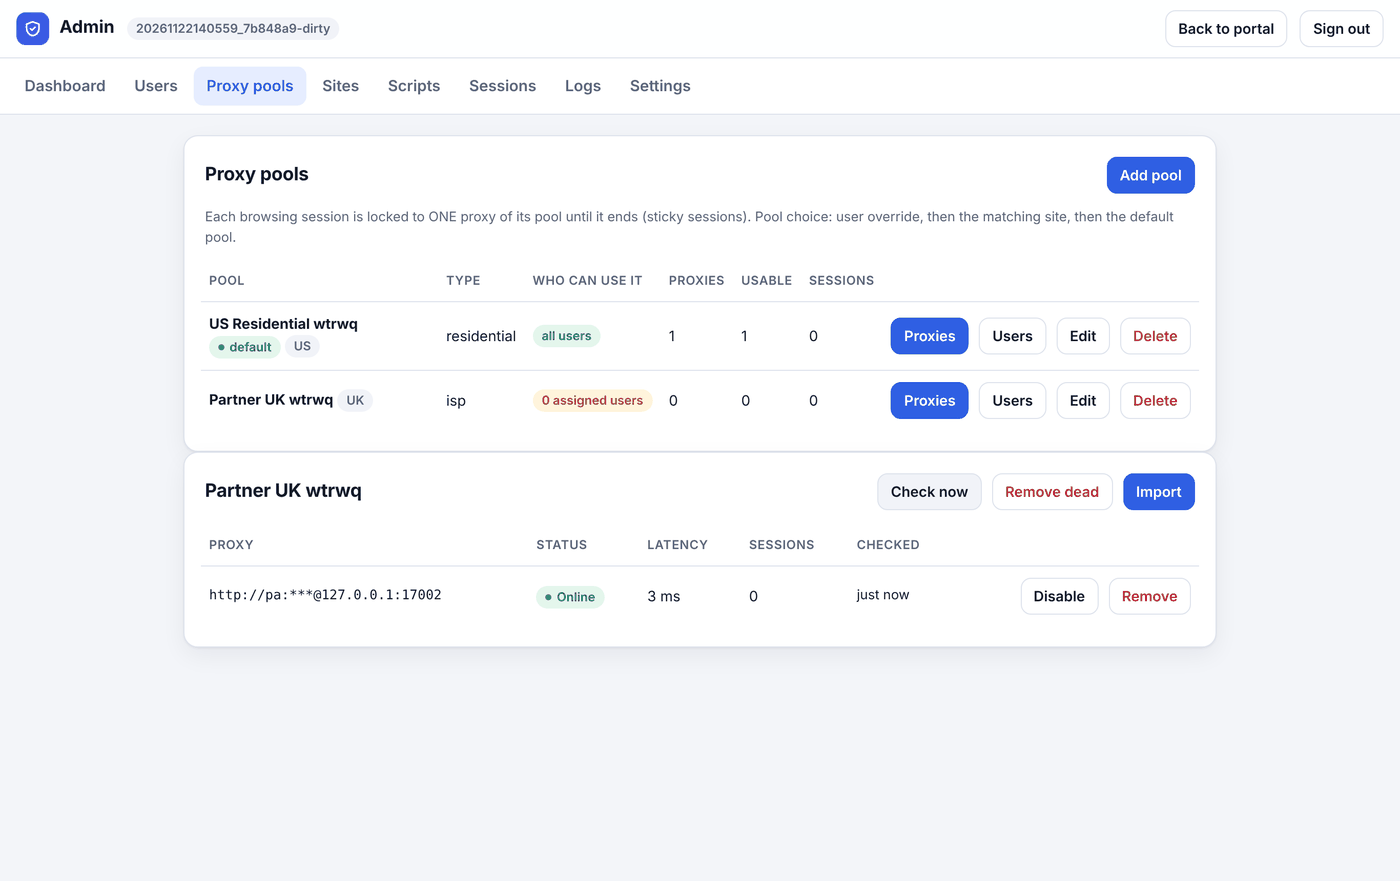 Admin 20261122140559_7b848a9-dirty Back to portal Sign out
Dashboard Users Proxy pools Sites Scripts Sessions Logs Settings
Proxy pools Add pool
Each browsing session is locked to ONE proxy of its pool until it ends (sticky sessions). Pool choice: user override, then the matching site, then the default
pool.
POOL TYPE WHO CAN USE IT PROXIES USABLE SESSIONS
US Residential wtrwq
default US residential all users 1 1 0 Proxies Users Edit Delete
Partner UK wtrwq UK isp 0 assigned users 0 0 0 Proxies Users Edit Delete
Partner UK wtrwq Check now Remove dead Import
PROXY STATUS LATENCY SESSIONS CHECKED
http://pa:***@127.0.0.1:17002 Online 3 ms 0 just now Disable Remove